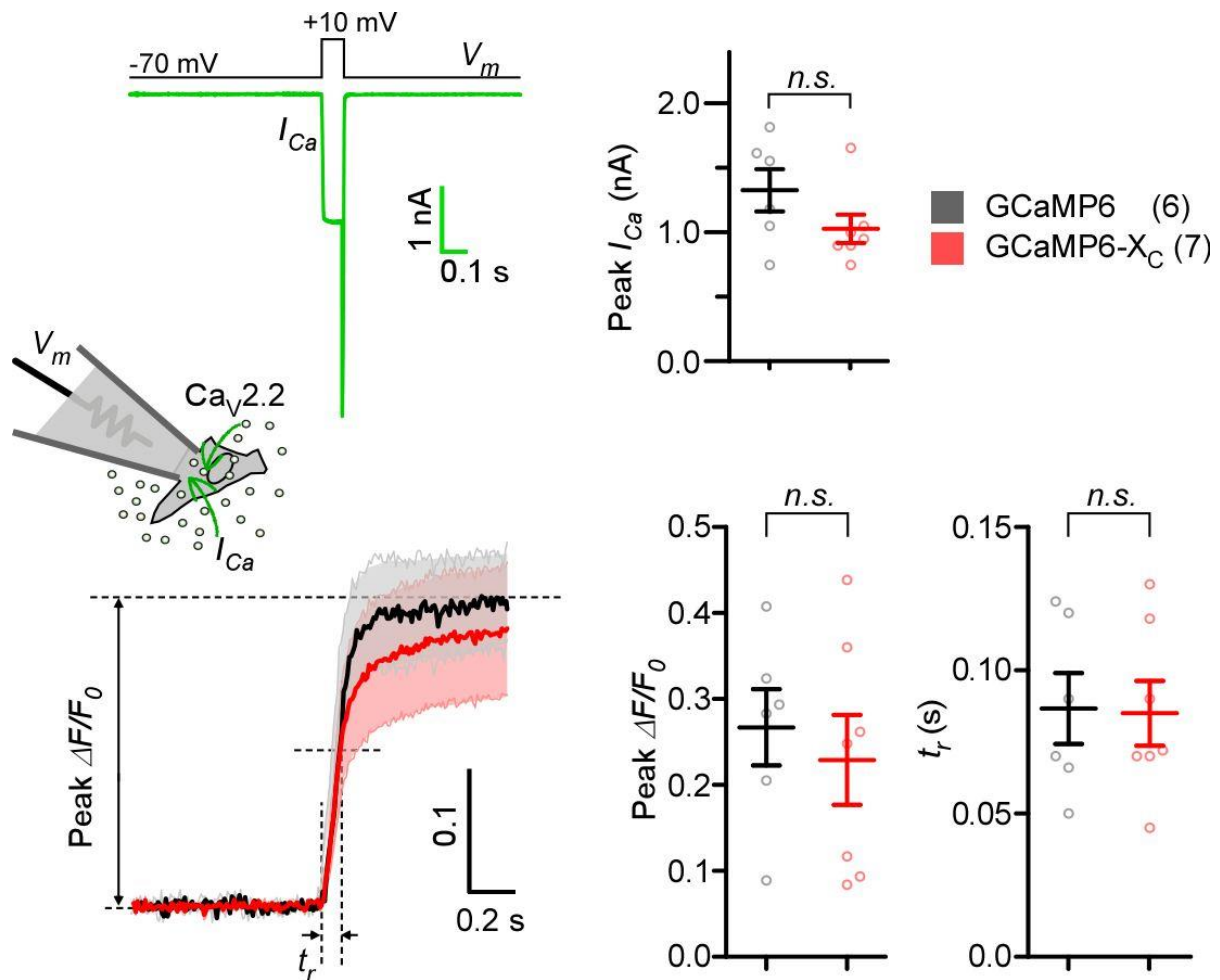 +10 mV
-70 mV
V_m
I_Ca
1 nA
0.1 s
V_m
Ca_V2.2
I_Ca
Peak ΔF/F_0
0.1
0.2 s
t_r
n.s.
2.0
1.0
0.0
Peak I_Ca (nA)
GCaMP6 (6)
GCaMP6-X_C (7)
n.s.
0.5
0.4
0.3
0.2
0.1
0.0
Peak ΔF/F_0
n.s.
0.15
0.10
0.05
0.00
t_r (s)